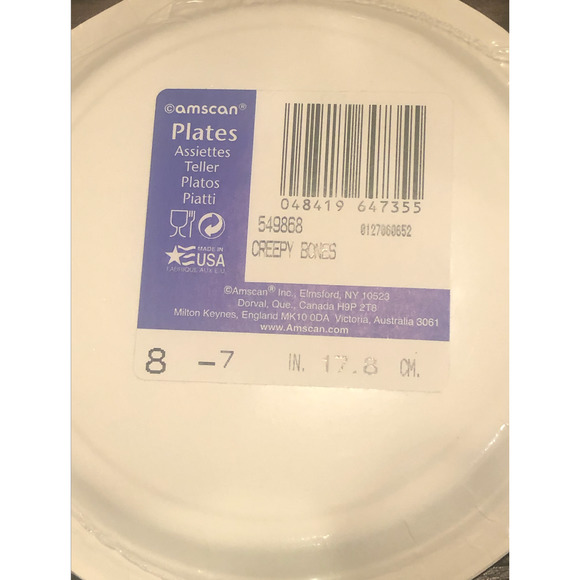 ©amscan®
Plates
Assiettes
Teller
Platos
Piatti
MADE IN
USA
FABRIQUE AUX É.U.
048419 647355
549868 0127060652
CREEPY BONES
©Amscan® Inc., Elmsford, NY 10523
Dorval, Que., Canada H9P 2T8
Milton Keynes, England MK10 0DA Victoria, Australia 3061
www.Amscan.com
8 -7 IN. 17.8 CM.